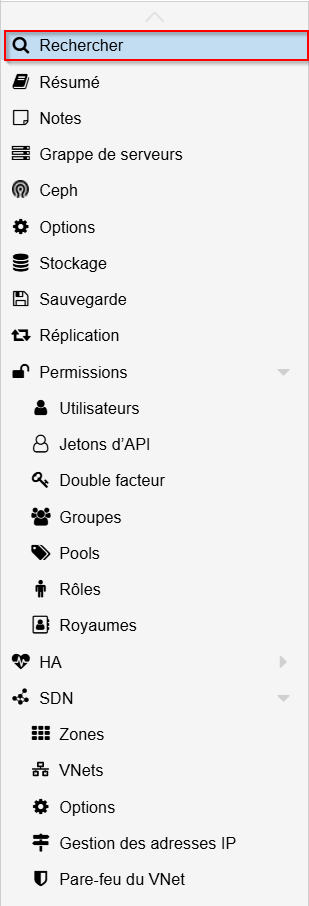 Rechercher
Résumé
Notes
Grappe de serveurs
Ceph
Options
Stockage
Sauvegarde
Réplication
Permissions
Utilisateurs
Jetons d’API
Double facteur
Groupes
Pools
Rôles
Royaumes
HA
SDN
Zones
VNets
Options
Gestion des adresses IP
Pare-feu du VNet